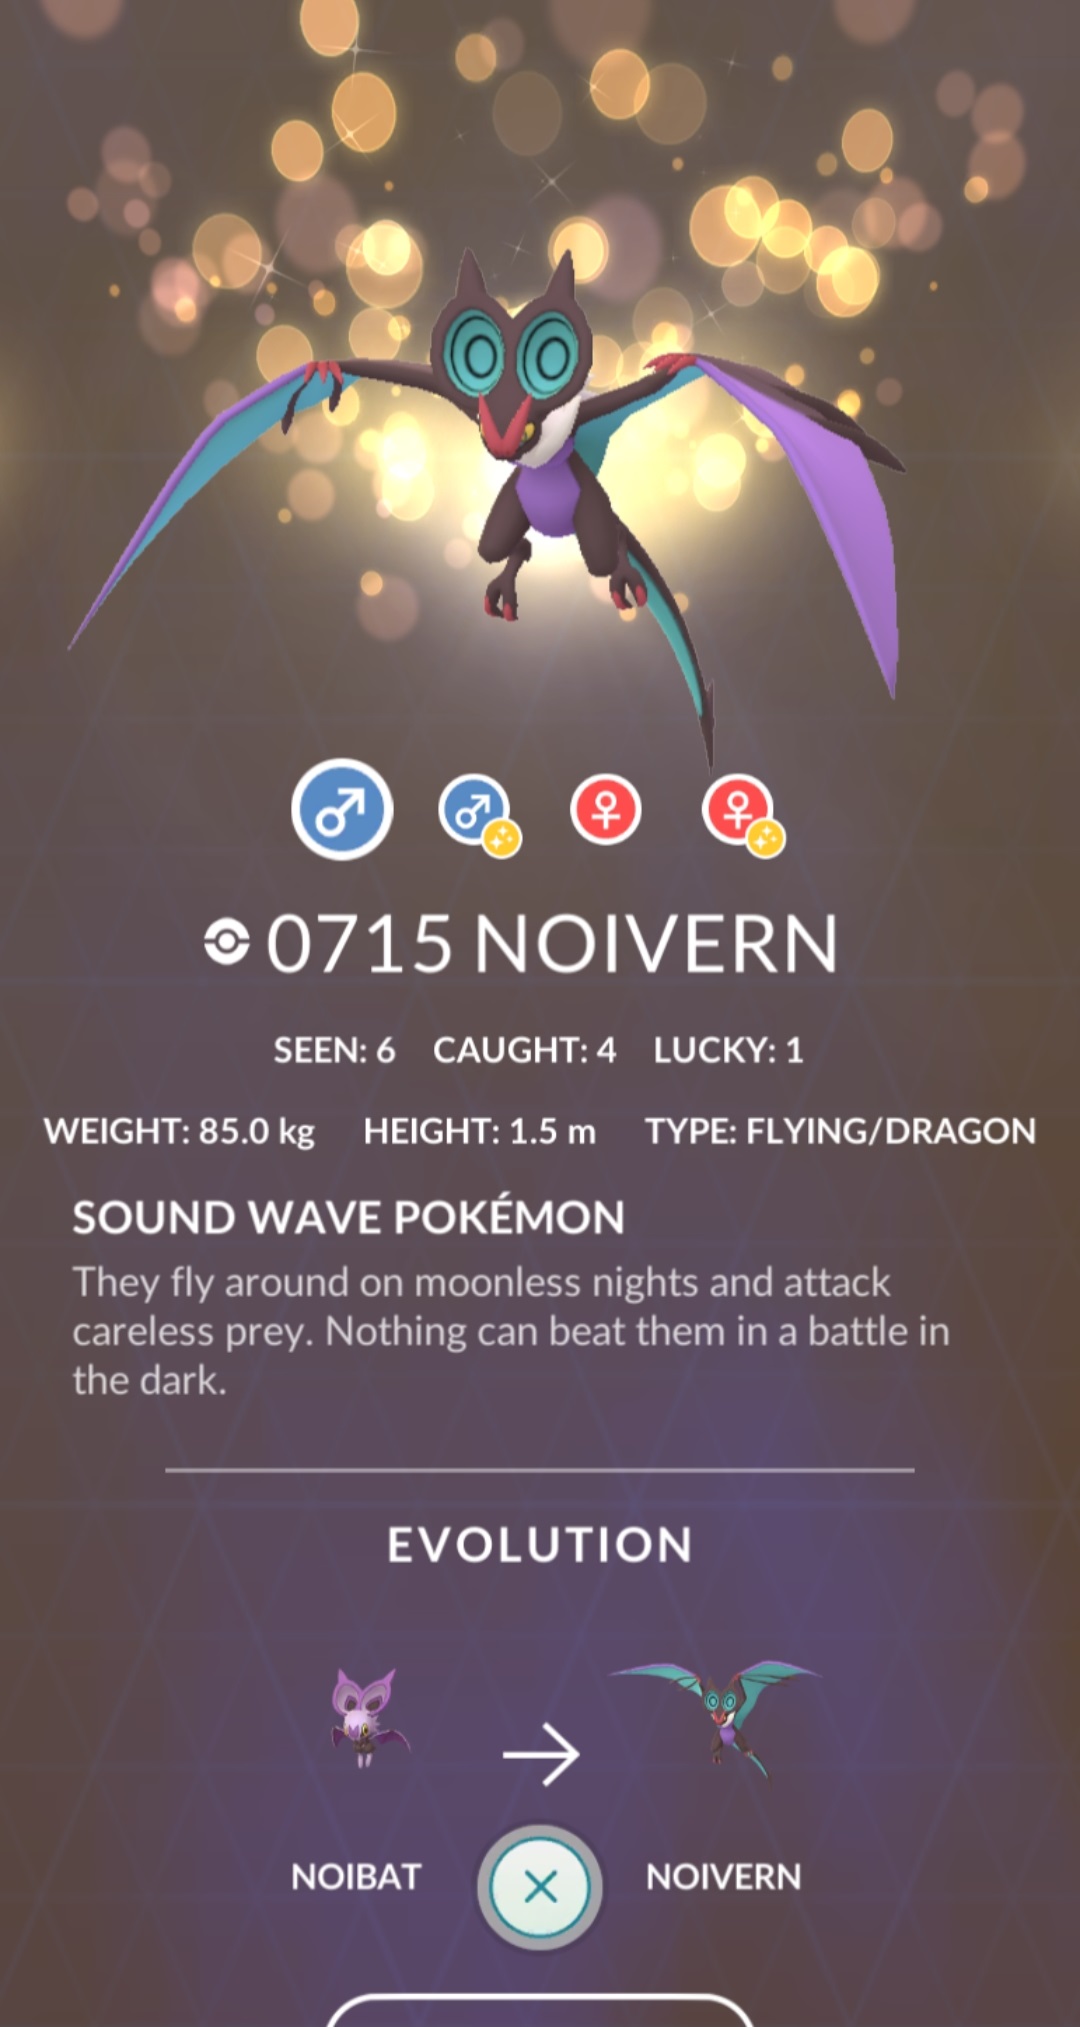 0715 NOIVERN
SEEN: 6 CAUGHT: 4 LUCKY: 1
WEIGHT: 85.0 kg HEIGHT: 1.5 m TYPE: FLYING/DRAGON
SOUND WAVE POKÉMON
They fly around on moonless nights and attack
careless prey. Nothing can beat them in a battle in
the dark.
EVOLUTION
NOIBAT NOIVERN